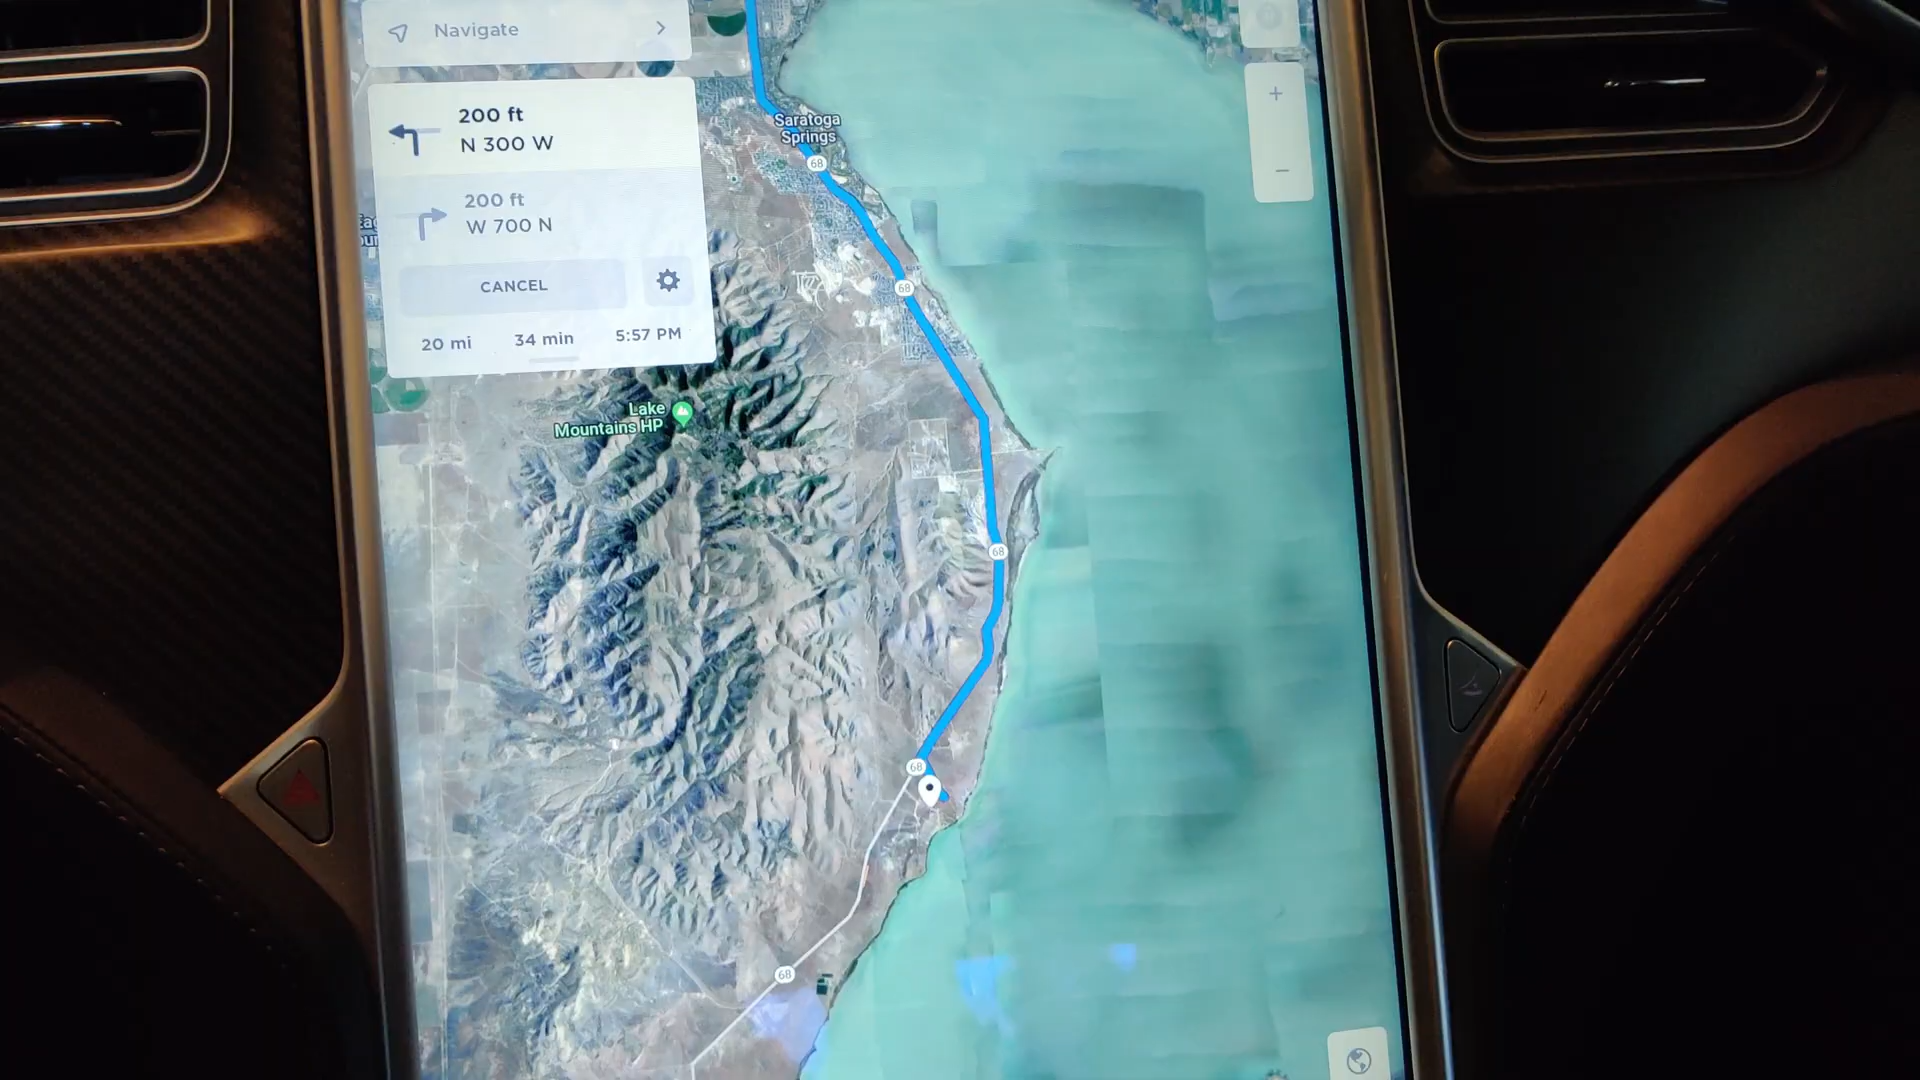 Navigate
200 ft
N 300 W
200 ft
W 700 N
CANCEL
20 mi 34 min 5:57 PM
Saratoga
Springs
68
68
Lake
Mountains HP
68
68
68